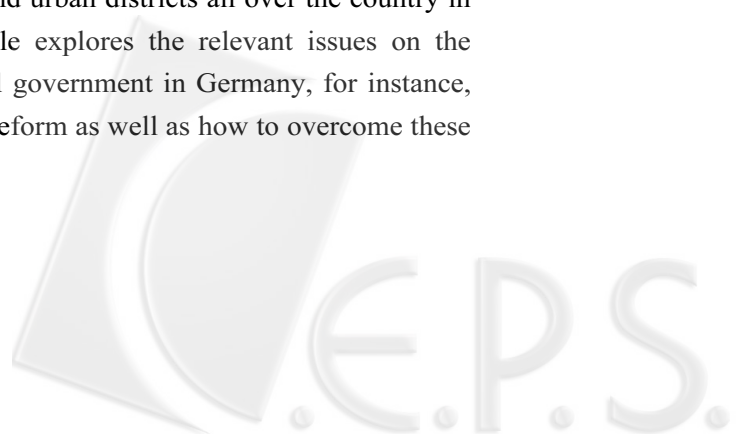 nd urban districts all over the country in
le explores the relevant issues on the
l government in Germany, for instance,
eform as well as how to overcome these
C.E.P.S.